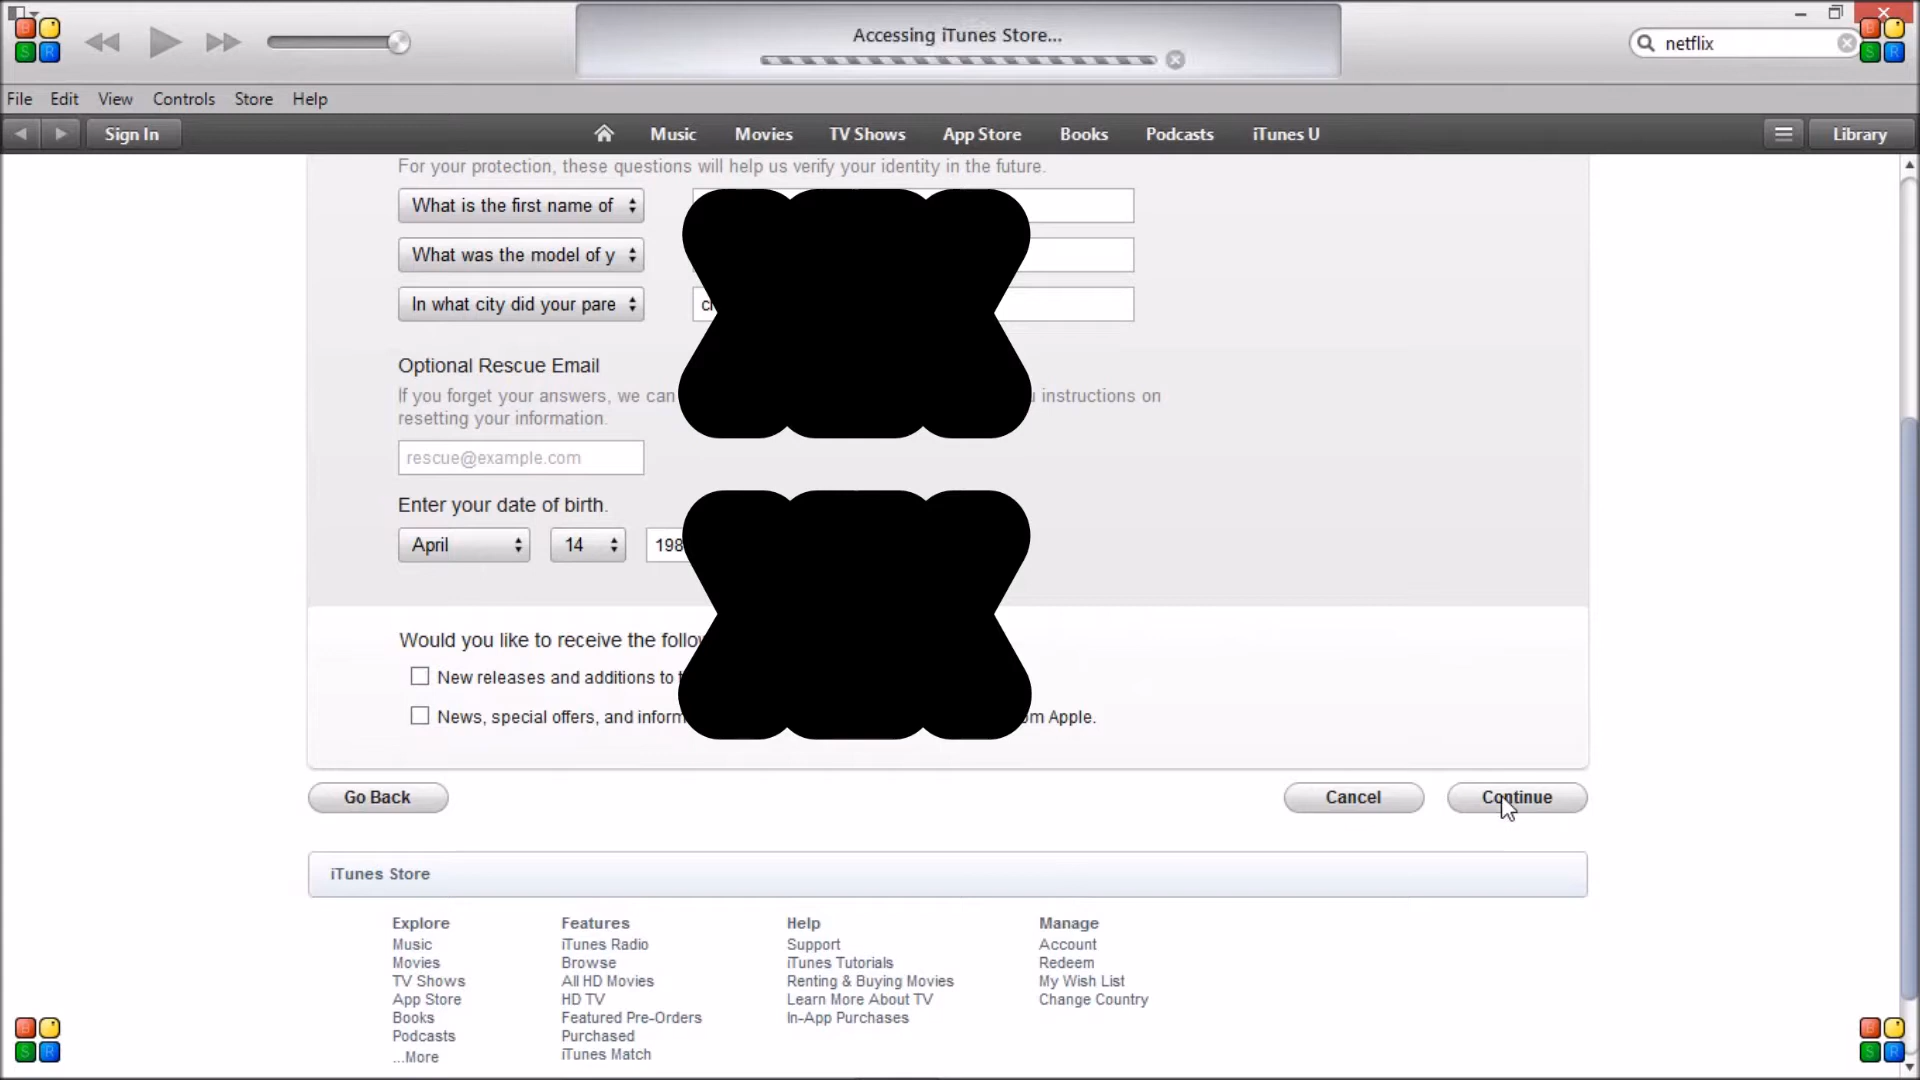 Accessing iTunes Store...
netflix
File Edit View Controls Store Help
Sign In Music Movies TV Shows App Store Books Podcasts iTunes U Library
For your protection, these questions will help us verify your identity in the future.
What is the first name of
What was the model of y
In what city did your pare
Optional Rescue Email
If you forget your answers, we can instructions on
resetting your information.
rescue@example.com
Enter your date of birth.
April 14 198
Would you like to receive the
New releases and additions to
News, special offers, and Apple.
Go Back Cancel Continue
iTunes Store
Explore Features Help Manage
Music iTunes Radio Support Account
Movies Browse iTunes Tutorials Redeem
TV Shows All HD Movies Renting & Buying Movies My Wish List
App Store HD TV Learn More About TV Change Country
Books Featured Pre-Orders In-App Purchases
Podcasts Purchased
...More iTunes Match